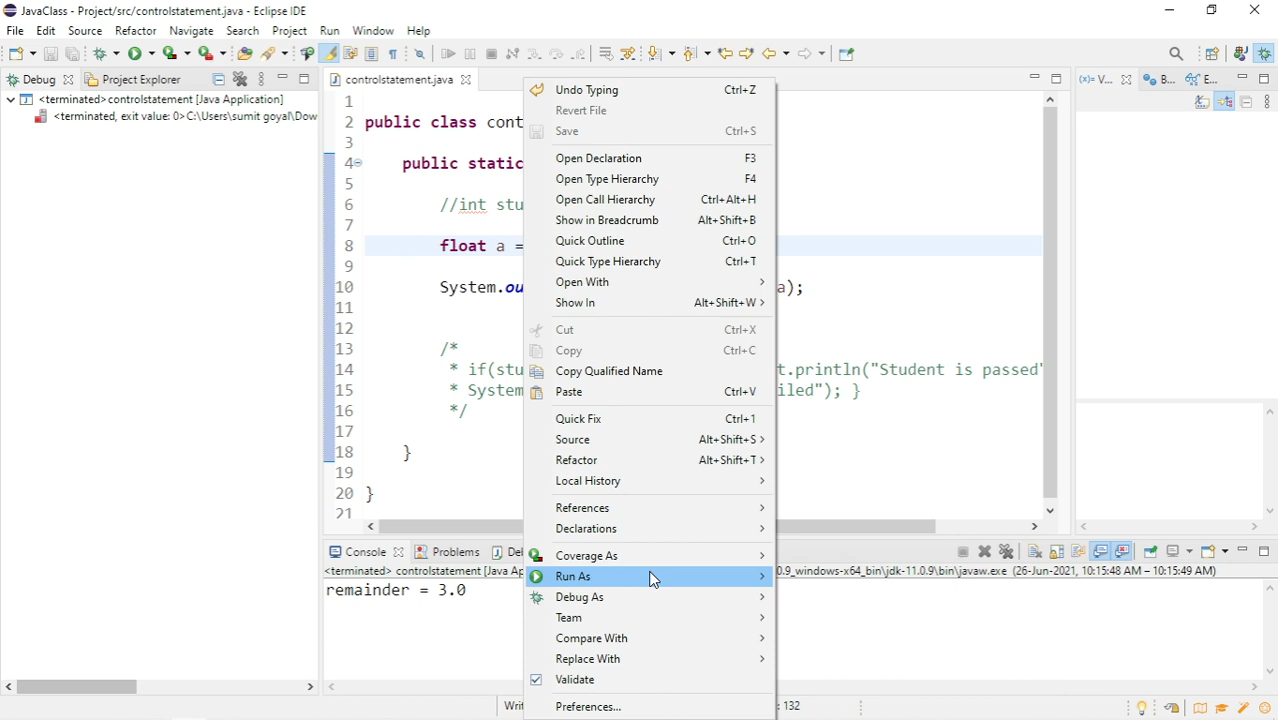 JavaClass - Project/src/controlstatement.java - Eclipse IDE
File Edit Source Refactor Navigate Search Project Run Window Help
Debug Project Explorer
<terminated> controlstatement [Java Application]
<terminated, exit value: 0> C:\Users\sumit goyal\Dow
controlstatement.java
1
2 public class cont
3
4 public static
5
6 //int stu
7
8 float a =
9
10 System.ou a);
11
12
13 /*
14 * if(stu t.println("Student is passed"
15 * System iled"); }
16 */
17
18 }
19
20 }
21
Undo Typing Ctrl+Z
Revert File
Save Ctrl+S
Open Declaration F3
Open Type Hierarchy F4
Open Call Hierarchy Ctrl+Alt+H
Show in Breadcrumb Alt+Shift+B
Quick Outline Ctrl+O
Quick Type Hierarchy Ctrl+T
Open With >
Show In Alt+Shift+W >
Cut Ctrl+X
Copy Ctrl+C
Copy Qualified Name
Paste Ctrl+V
Quick Fix Ctrl+1
Source Alt+Shift+S >
Refactor Alt+Shift+T >
Local History >
References >
Declarations >
Coverage As >
Run As >
Debug As >
Team >
Compare With >
Replace With >
Validate
Preferences...
(x)= V... B... E...
Console Problems De
<terminated> controlstatement [Java Ap 0.9_windows-x64_bin\jdk-11.0.9\bin\javaw.exe (26-Jun-2021, 10:15:48 AM – 10:15:49 AM)
remainder = 3.0
Writ : 132